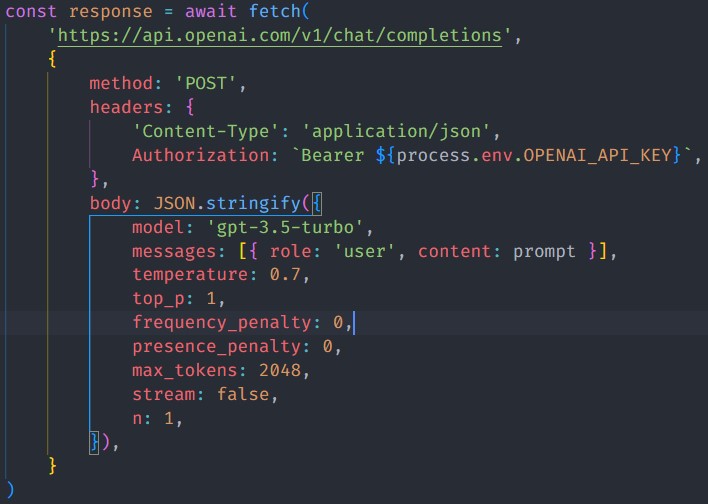 const response = await fetch(
'https://api.openai.com/v1/chat/completions',
{
method: 'POST',
headers: {
'Content-Type': 'application/json',
Authorization: `Bearer ${process.env.OPENAI_API_KEY}`,
},
body: JSON.stringify({
model: 'gpt-3.5-turbo',
messages: [{ role: 'user', content: prompt }],
temperature: 0.7,
top_p: 1,
frequency_penalty: 0,
presence_penalty: 0,
max_tokens: 2048,
stream: false,
n: 1,
}),
}
)